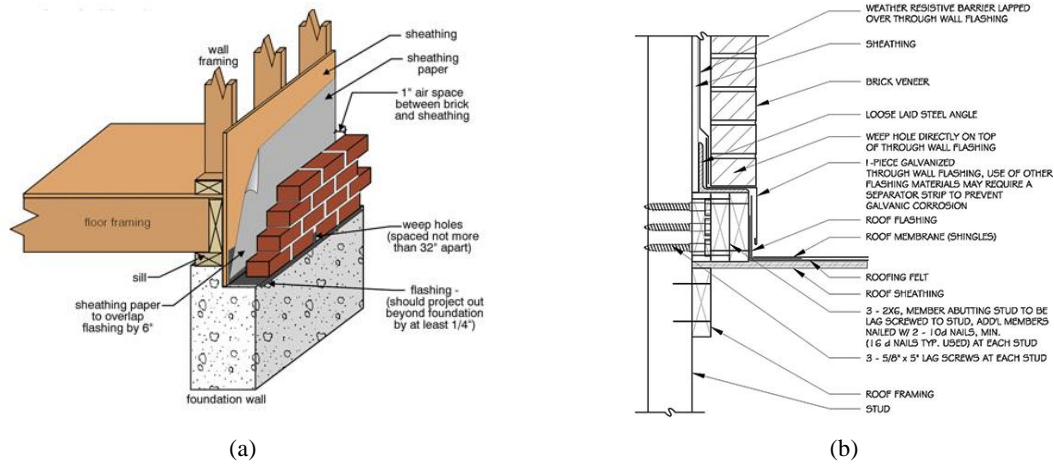 sheathing
wall
framing
sheathing
paper
1" air space
between brick
and sheathing
floor framing
weep holes
(spaced not more
than 32" apart)
sill
sheathing paper
to overlap
flashing by 6"
flashing -
(should project out
beyond foundation
by at least 1/4")
foundation wall
(a)
WEATHER RESISTIVE BARRIER LAPPED
OVER THROUGH WALL FLASHING
SHEATHING
BRICK VENEER
LOOSE LAID STEEL ANGLE
WEEP HOLE DIRECTLY ON TOP
OF THROUGH WALL FLASHING
1-PIECE GALVANIZED
THROUGH WALL FLASHING, USE OF OTHER
FLASHING MATERIALS MAY REQUIRE A
SEPARATOR STRIP TO PREVENT
GALVANIC CORROSION
ROOF FLASHING
ROOF MEMBRANE (SHINGLES)
ROOFING FELT
ROOF SHEATHING
3 - 2X6, MEMBER ABUTTING STUD TO BE
LAG SCREWED TO STUD, ADD'L MEMBERS
NAILED W/ 2 - 10d NAILS, MIN.
(16 d NAILS TYP. USED) AT EACH STUD
3 - 5/8" x 5" LAG SCREWS AT EACH STUD
ROOF FRAMING
STUD
(b)